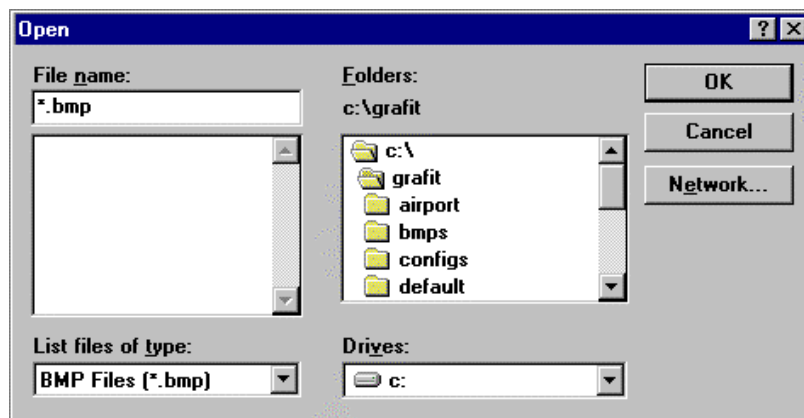 Open
File name:
*.bmp
Folders:
c:\grafit
c:\
grafit
airport
bmps
configs
default
OK
Cancel
Network...
List files of type:
BMP Files (*.bmp)
Drives:
c: